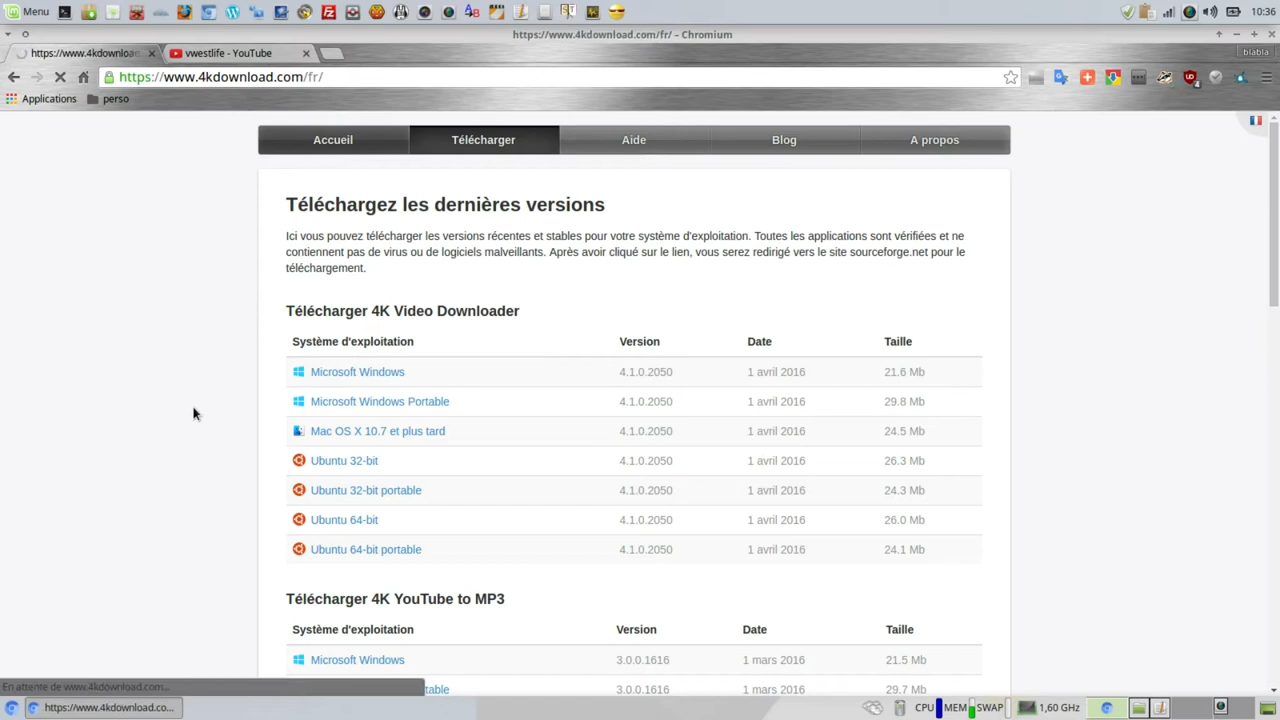 Menu
10:36
https://www.4kdownload.com/fr/ – Chromium
https://www.4kdownload
vwestlife - YouTube
blabla
https://www.4kdownload.com/fr/
Applications
perso
Accueil
Télécharger
Aide
Blog
A propos
Téléchargez les dernières versions
Ici vous pouvez télécharger les versions récentes et stables pour votre système d'exploitation. Toutes les applications sont vérifiées et ne
contiennent pas de virus ou de logiciels malveillants. Après avoir cliqué sur le lien, vous serez redirigé vers le site sourceforge.net pour le
téléchargement.
Télécharger 4K Video Downloader
Système d'exploitation Version Date Taille
Microsoft Windows 4.1.0.2050 1 avril 2016 21.6 Mb
Microsoft Windows Portable 4.1.0.2050 1 avril 2016 29.8 Mb
Mac OS X 10.7 et plus tard 4.1.0.2050 1 avril 2016 24.5 Mb
Ubuntu 32-bit 4.1.0.2050 1 avril 2016 26.3 Mb
Ubuntu 32-bit portable 4.1.0.2050 1 avril 2016 24.3 Mb
Ubuntu 64-bit 4.1.0.2050 1 avril 2016 26.0 Mb
Ubuntu 64-bit portable 4.1.0.2050 1 avril 2016 24.1 Mb
Télécharger 4K YouTube to MP3
Système d'exploitation Version Date Taille
Microsoft Windows 3.0.0.1616 1 mars 2016 21.5 Mb
table 3.0.0.1616 1 mars 2016 29.7 Mb
En attente de www.4kdownload.com...
https://www.4kdownload.co...
CPU MEM SWAP 1,60 GHz